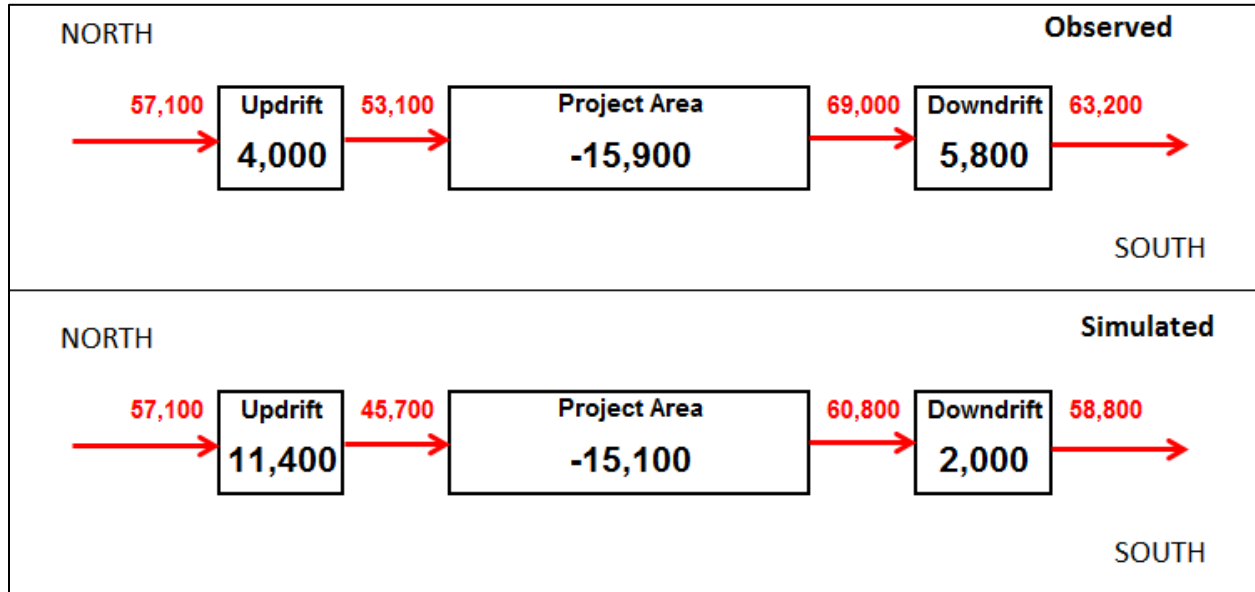 NORTH
Observed
57,100
Updrift
4,000
53,100
Project Area
-15,900
69,000
Downdrift
5,800
63,200
SOUTH
NORTH
Simulated
57,100
Updrift
11,400
45,700
Project Area
-15,100
60,800
Downdrift
2,000
58,800
SOUTH